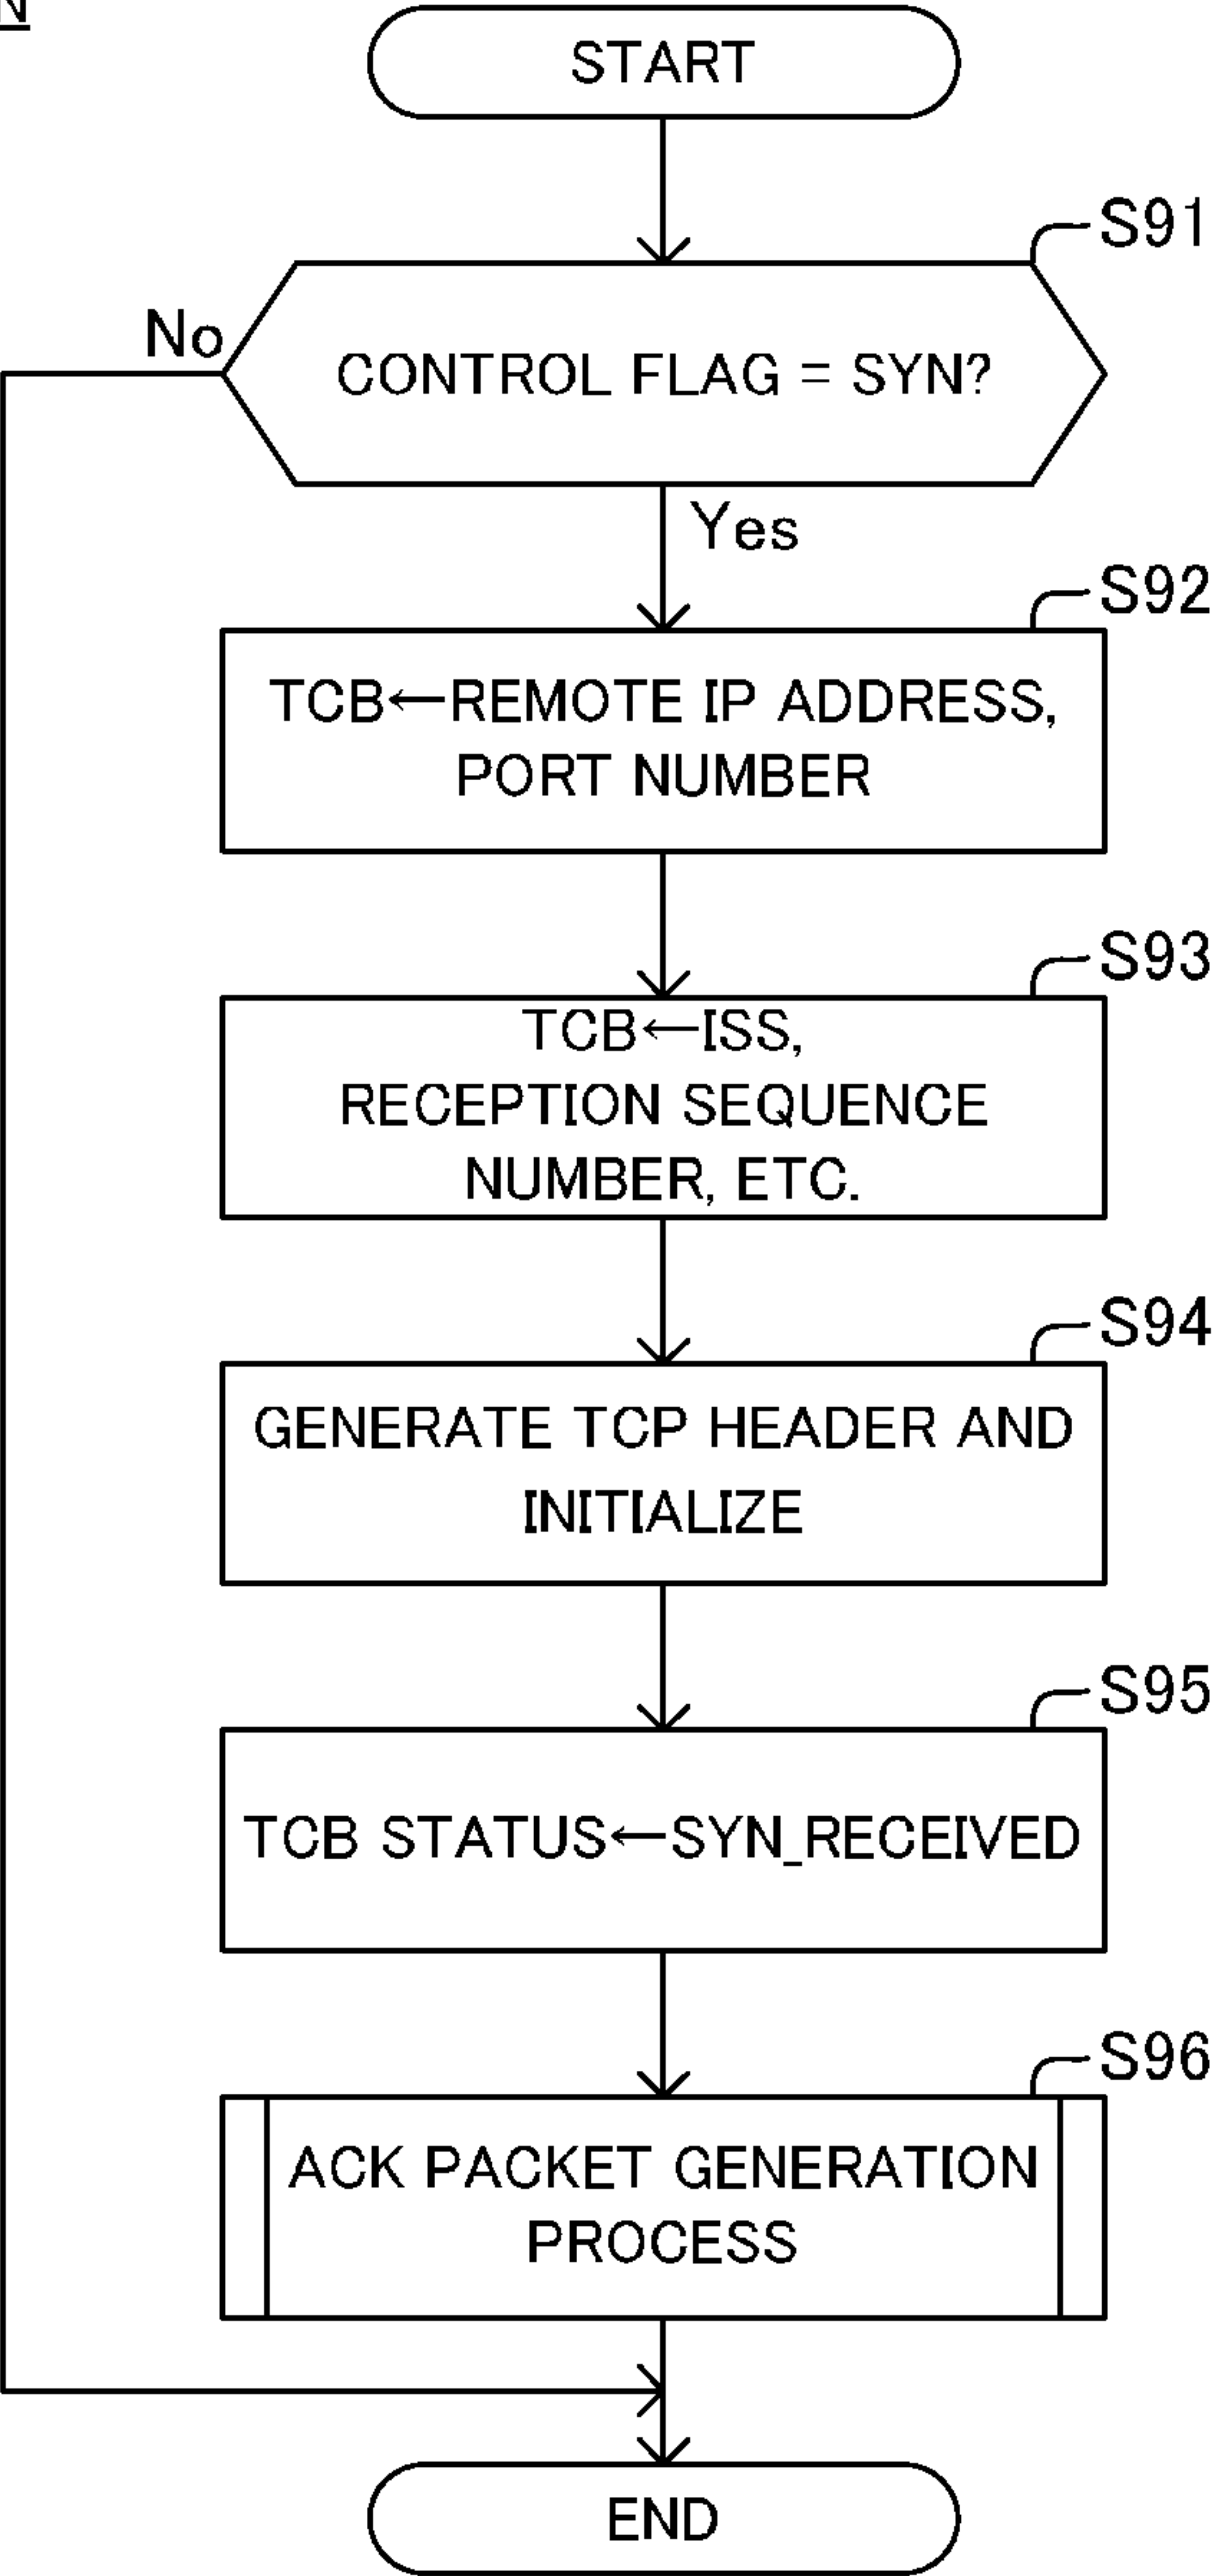 START
S91
No
CONTROL FLAG = SYN?
Yes
S92
TCB←REMOTE IP ADDRESS,
PORT NUMBER
S93
TCB←ISS,
RECEPTION SEQUENCE
NUMBER, ETC.
S94
GENERATE TCP HEADER AND
INITIALIZE
S95
TCB STATUS←SYN_RECEIVED
S96
ACK PACKET GENERATION
PROCESS
END